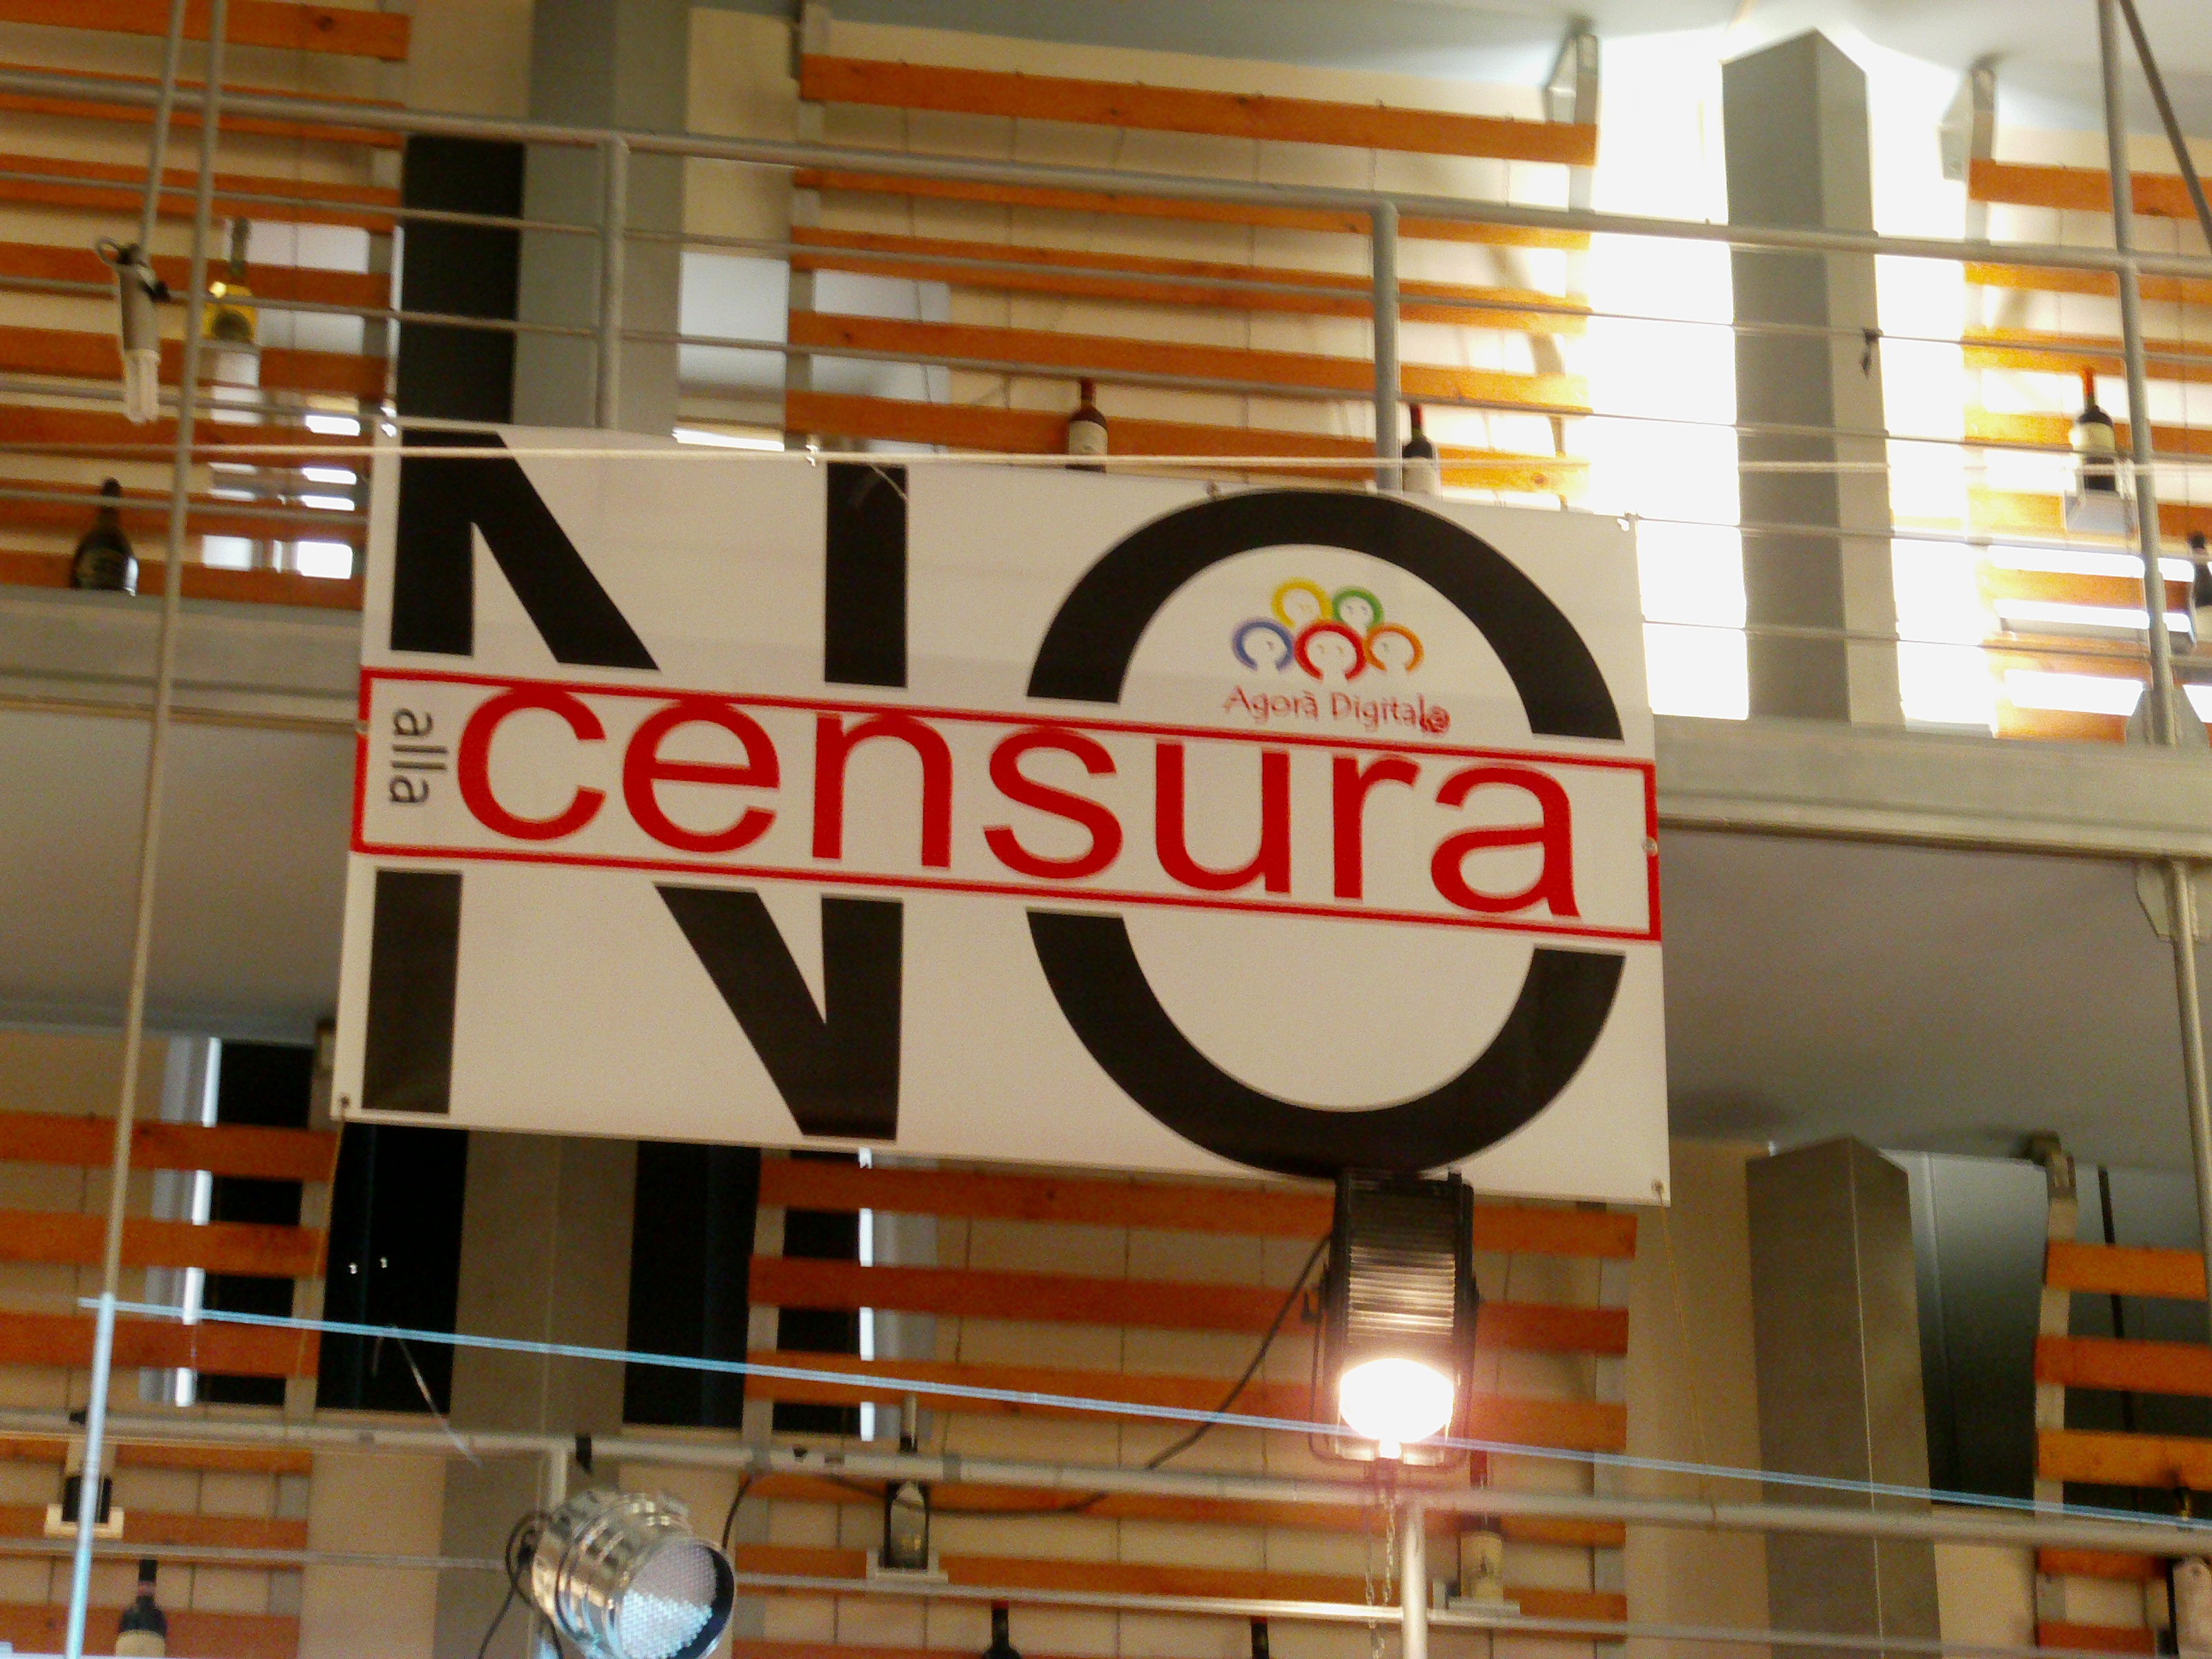 NO
alla
censura
Agorà Digitale